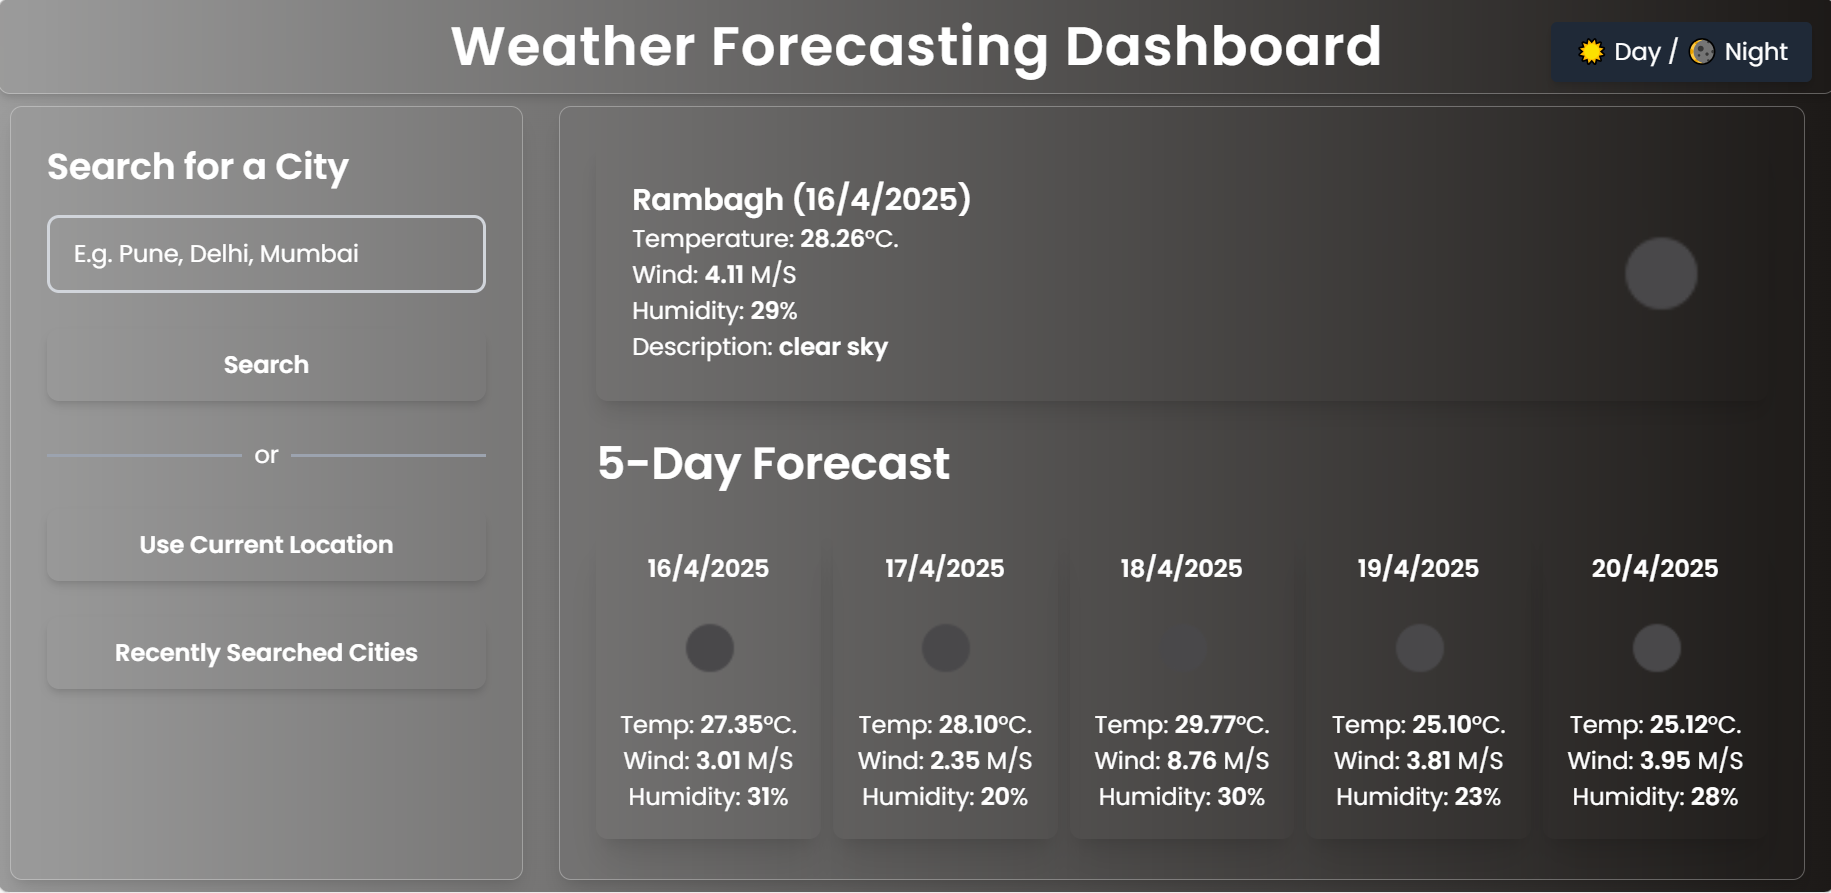 Weather Forecasting Dashboard
Day / Night
Search for a City
E.g. Pune, Delhi, Mumbai
Search
or
Use Current Location
Recently Searched Cities
Rambagh (16/4/2025)
Temperature: 28.26°C.
Wind: 4.11 M/S
Humidity: 29%
Description: clear sky
5-Day Forecast
16/4/2025
Temp: 27.35°C.
Wind: 3.01 M/S
Humidity: 31%
17/4/2025
Temp: 28.10°C.
Wind: 2.35 M/S
Humidity: 20%
18/4/2025
Temp: 29.77°C.
Wind: 8.76 M/S
Humidity: 30%
19/4/2025
Temp: 25.10°C.
Wind: 3.81 M/S
Humidity: 23%
20/4/2025
Temp: 25.12°C.
Wind: 3.95 M/S
Humidity: 28%